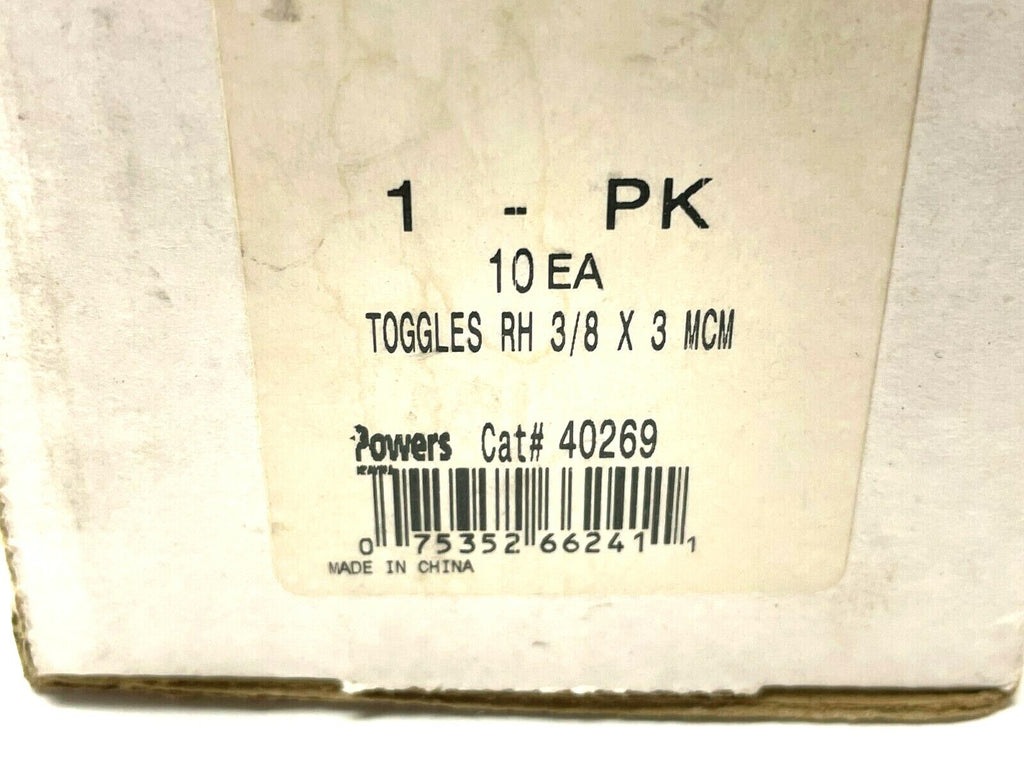 1 - PK
10 EA
TOGGLES RH 3/8 X 3 MCM
Powers Cat# 40269
0 75352 66241 1
MADE IN CHINA